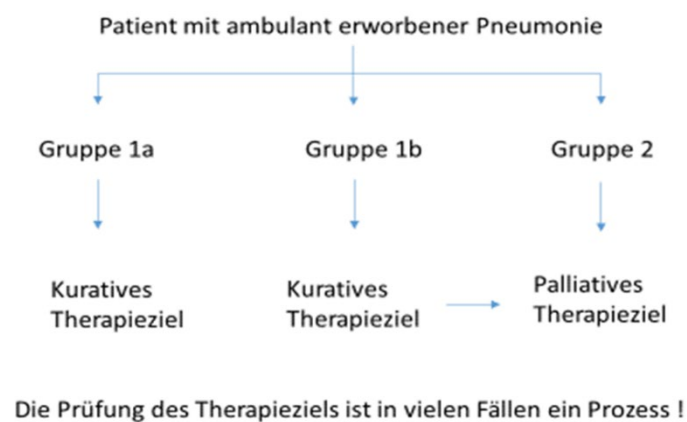 Patient mit ambulant erworbener Pneumonie
Gruppe 1a
Gruppe 1b
Gruppe 2
Kuratives
Therapieziel
Kuratives
Therapieziel
Palliatives
Therapieziel
Die Prüfung des Therapieziels ist in vielen Fällen ein Prozess !